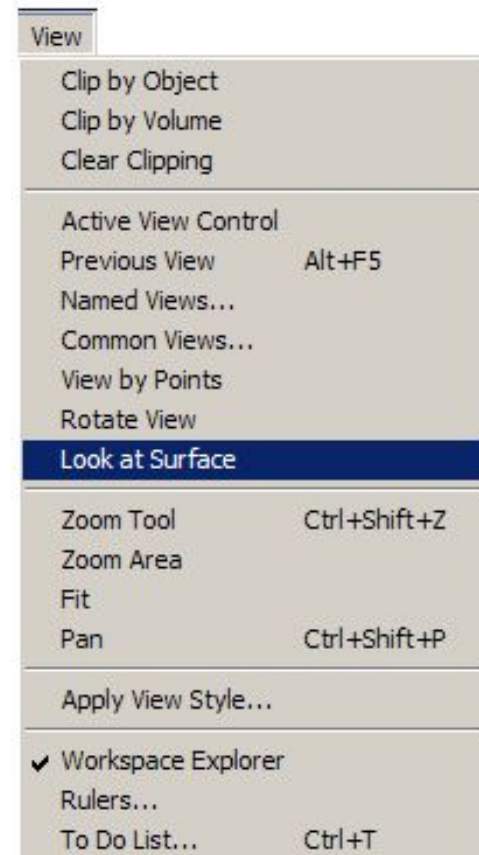 View
Clip by Object
Clip by Volume
Clear Clipping
Active View Control
Previous View Alt+F5
Named Views...
Common Views...
View by Points
Rotate View
Look at Surface
Zoom Tool Ctrl+Shift+Z
Zoom Area
Fit
Pan Ctrl+Shift+P
Apply View Style...
Workspace Explorer
Rulers...
To Do List... Ctrl+T